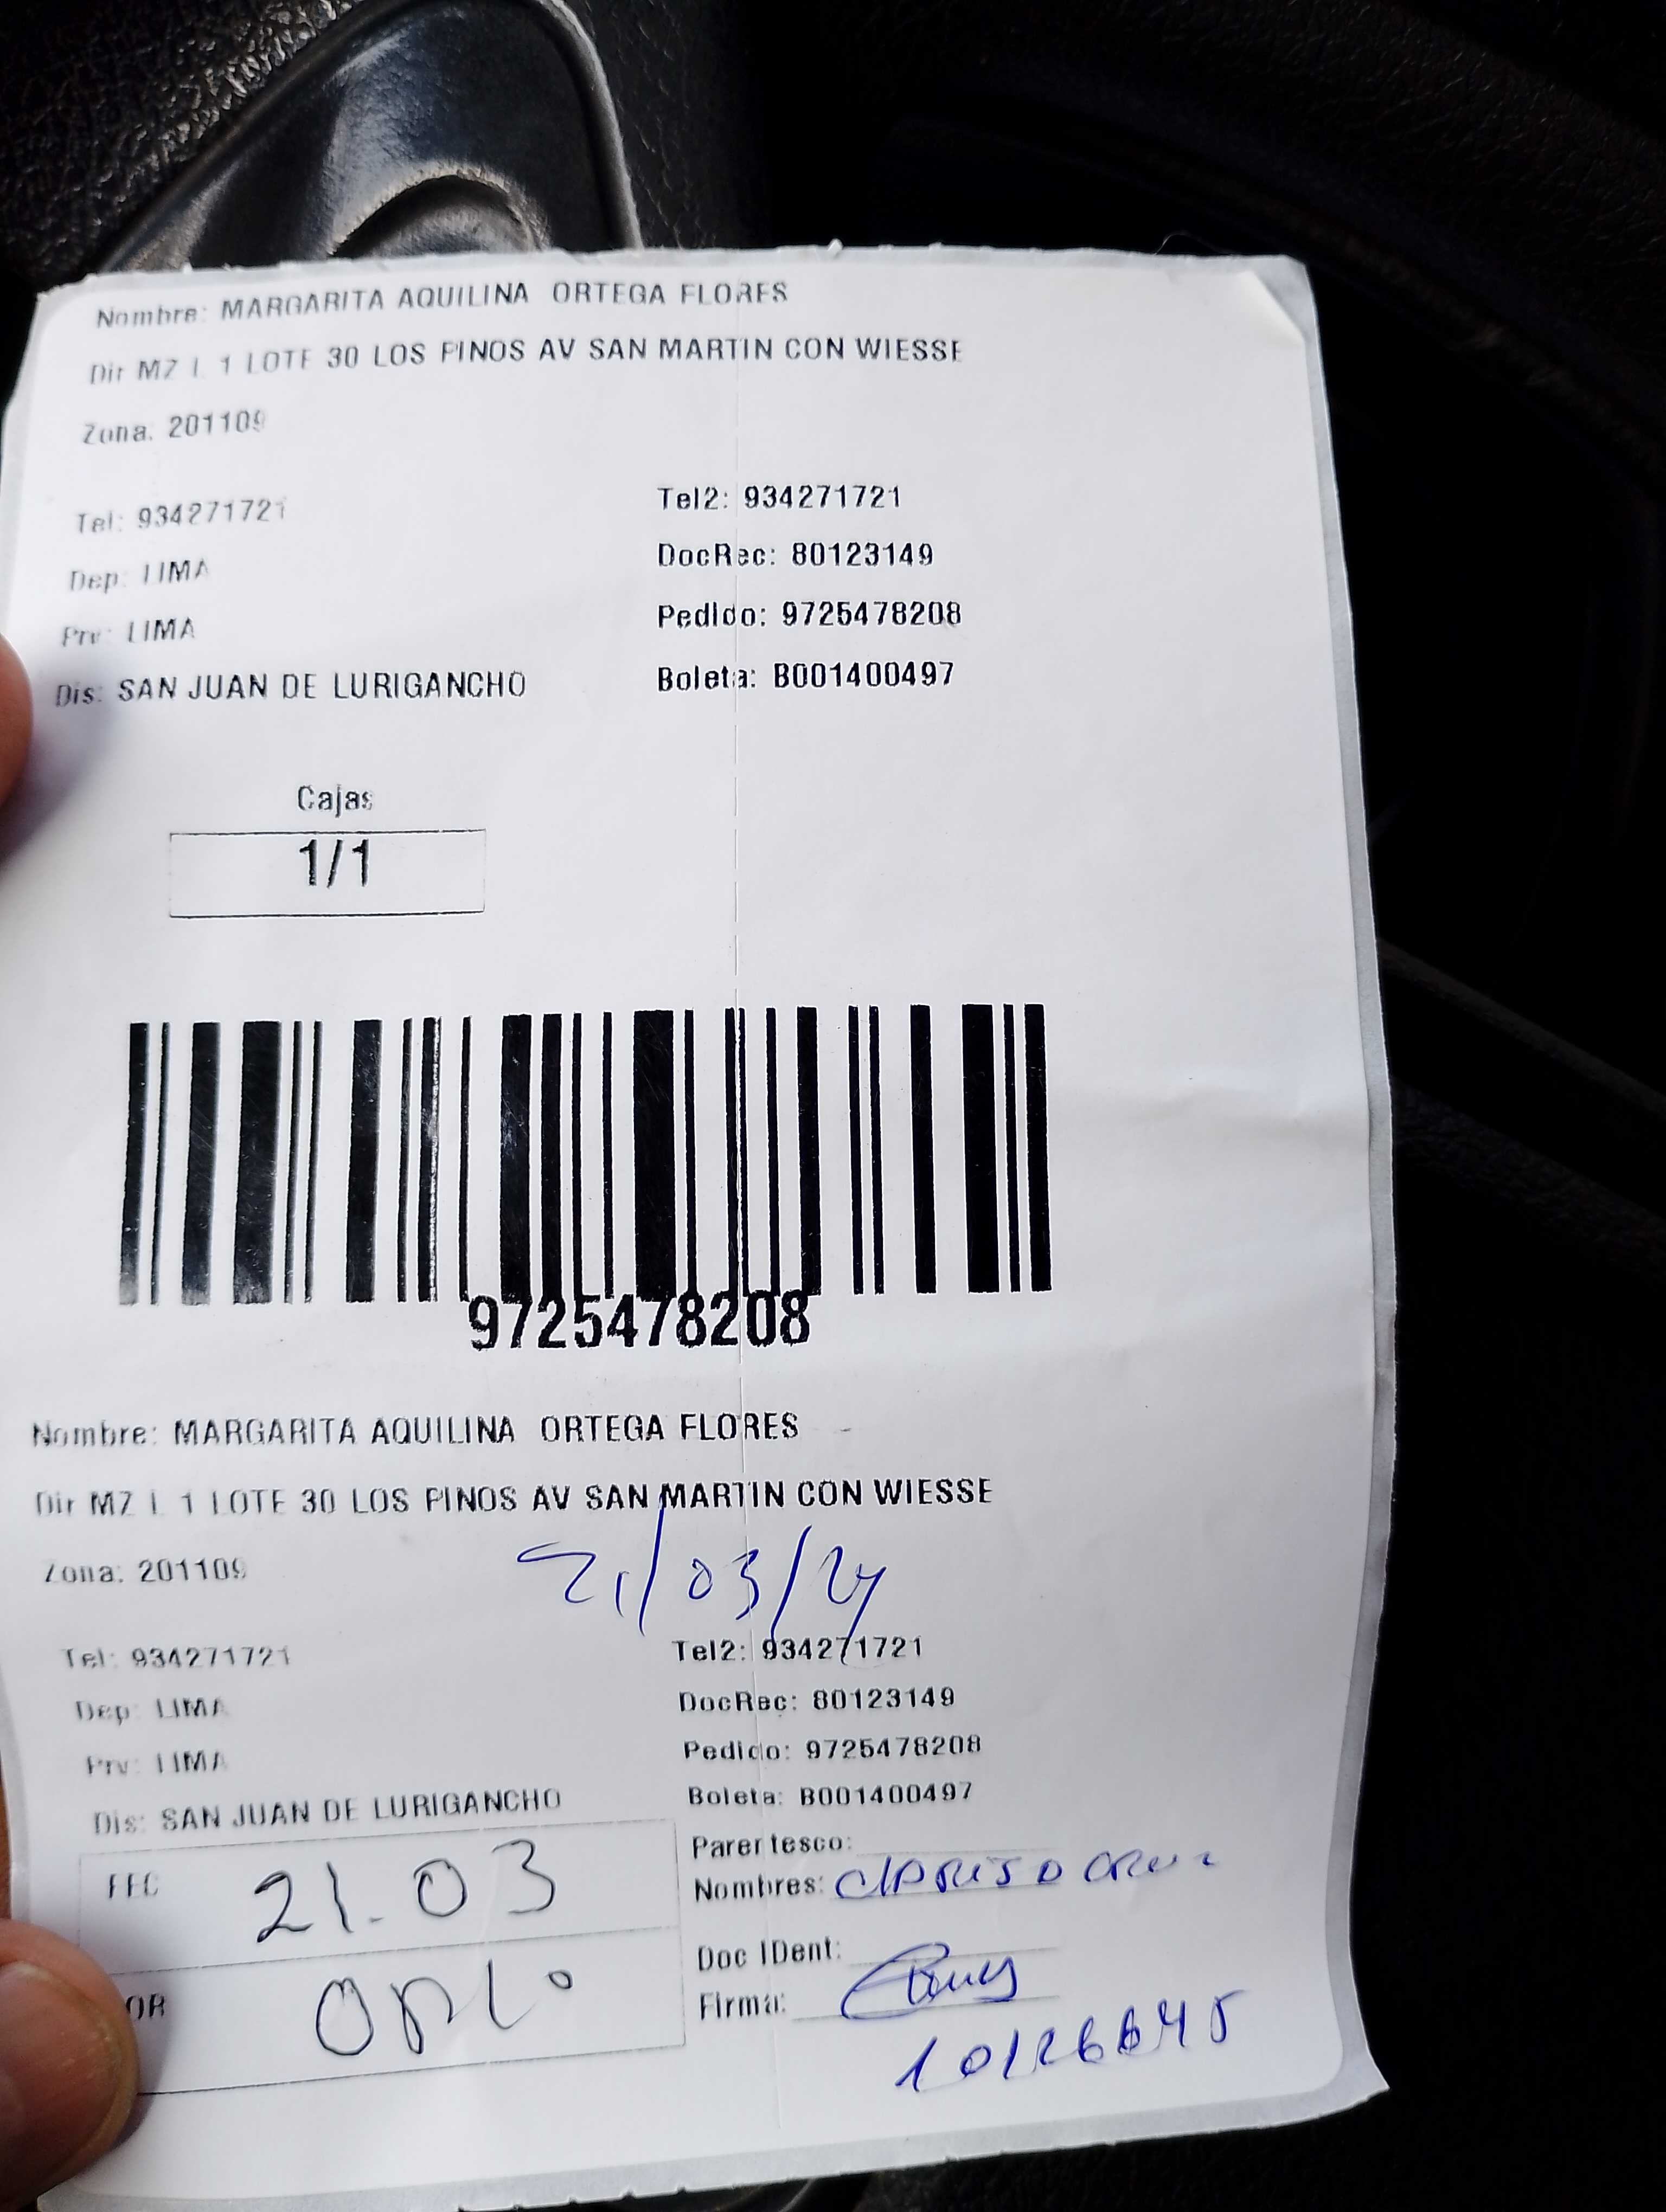 Nombre: MARGARITA AQUILINA ORTEGA FLORES
Dir MZ L 1 LOTE 30 LOS PINOS AV SAN MARTIN CON WIESSE
Zona: 201109
Tel: 934271721 Tel2: 934271721
Dep: LIMA DocRec: 80123149
Prv: LIMA Pedido: 9725478208
Dis: SAN JUAN DE LURIGANCHO Boleta: B001400497
Cajas
1/1
9725478208
Nombre: MARGARITA AQUILINA ORTEGA FLORES
Dir MZ L 1 LOTE 30 LOS PINOS AV SAN MARTIN CON WIESSE
Zona: 201109
21/03/24
Tel: 934271721 Tel2: 934271721
Dep: LIMA DocRec: 80123149
Prv: LIMA Pedido: 9725478208
Dis: SAN JUAN DE LURIGANCHO Boleta: B001400497
Parentesco:
FEC 21.03 Nombres:
Doc IDent:
OR Firma: